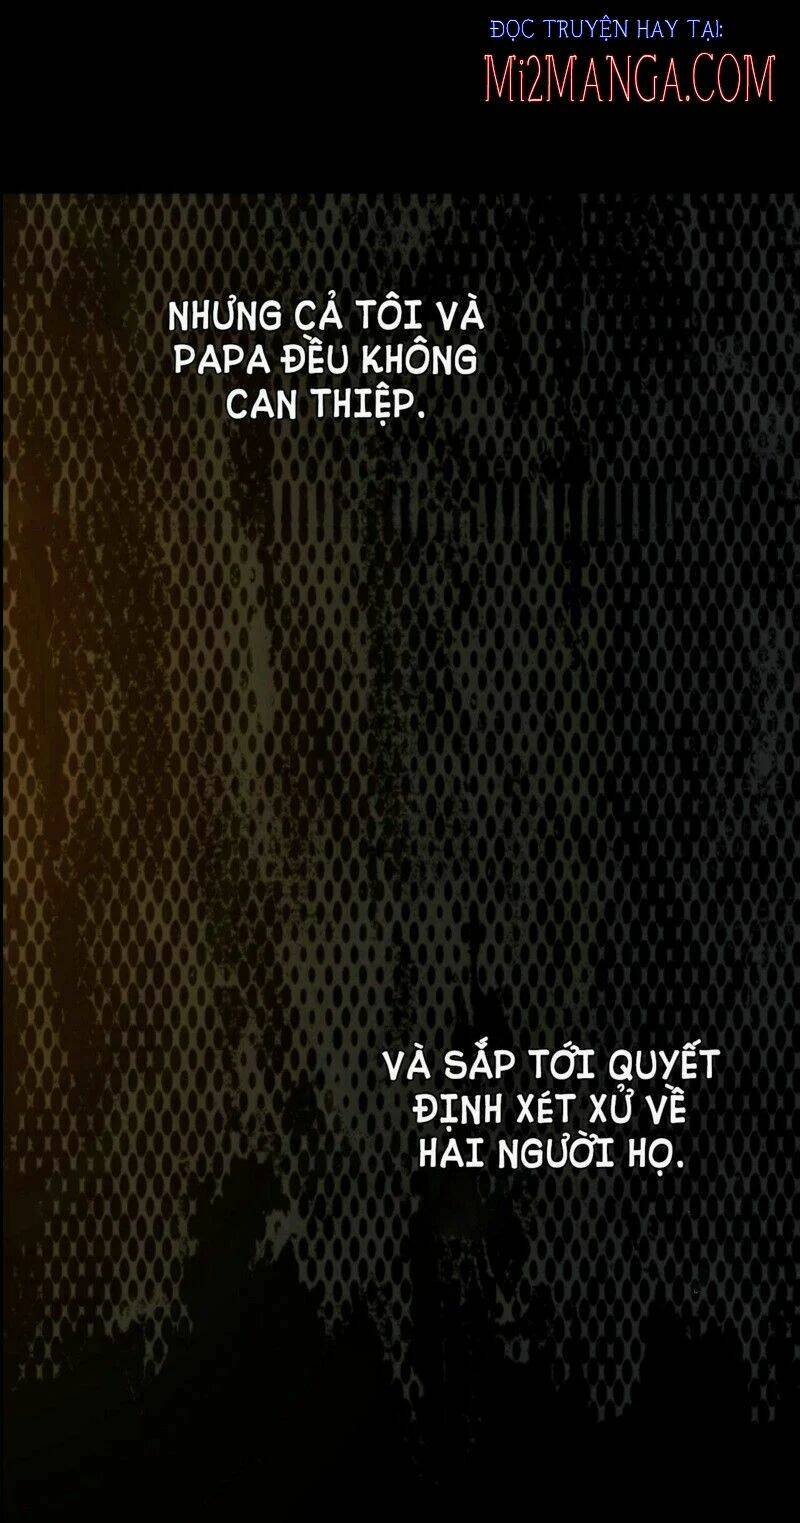 ĐỌC TRUYỆN HAY TẠI:
Mi2MANGA.COM
NHƯNG CẢ TÔI VÀ
PAPA ĐỀU KHÔNG
CAN THIỆP.
VÀ SẮP TỚI QUYẾT
ĐỊNH XÉT XỬ VỀ
HAI NGƯỜI HỌ.